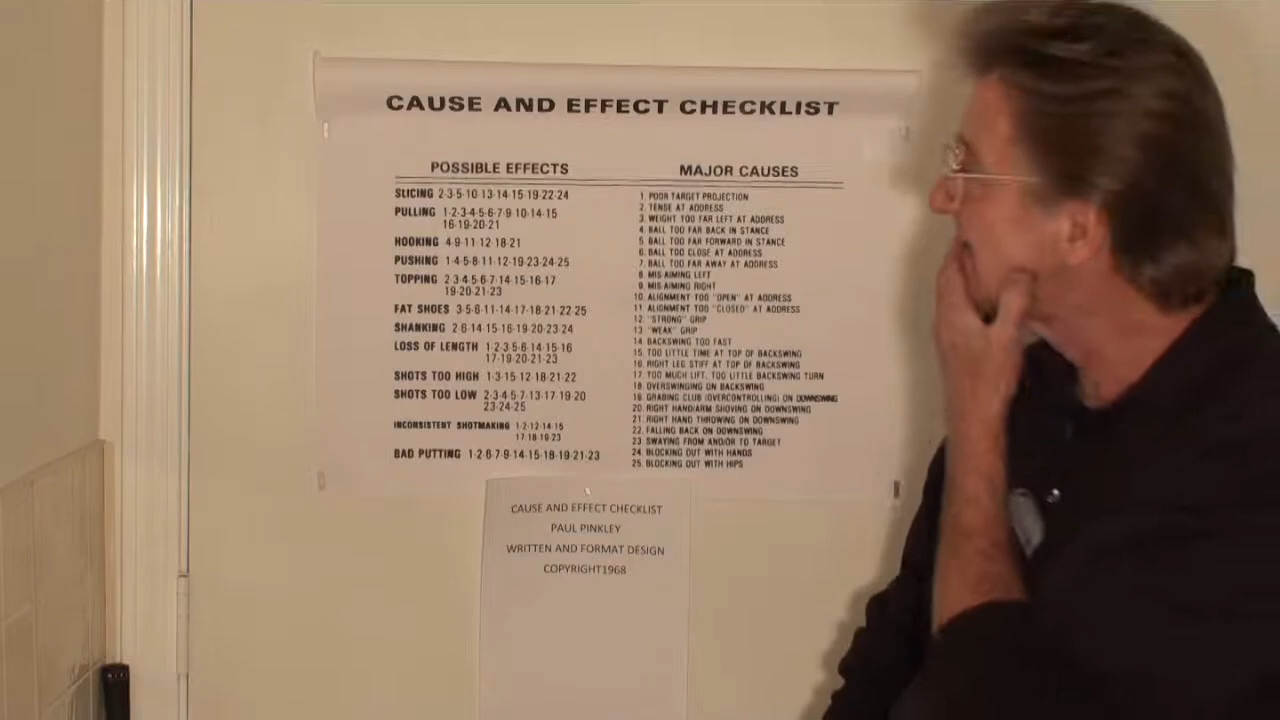 CAUSE AND EFFECT CHECKLIST
POSSIBLE EFFECTS
SLICING 2-3-5-10-13-14-15-19-22-24
PULLING 1-2-3-4-5-6-7-9-10-14-15
16-19-20-21
HOOKING 4-9-11-12-18-21
PUSHING 1-4-5-8-11-12-19-23-24-25
TOPPING 2-3-4-5-6-7-14-15-16-17
19-20-21-23
FAT SHOES 3-5-6-11-14-17-18-21-22-25
SHANKING 2-6-14-15-16-19-20-23-24
LOSS OF LENGTH 1-2-3-5-6-14-15-16
17-19-20-21-23
SHOTS TOO HIGH 1-3-15 12-18-21-22
SHOTS TOO LOW 2-3-4-5-7-13-17-19-20
23-24-25
INCONSISTENT SHOTMAKING 1-2-12-14-15
17-18-19-23
BAD PUTTING 1-2-6-7-9-14-15-18-19-21-23
MAJOR CAUSES
1. POOR TARGET PROJECTION
2. TENSE AT ADDRESS
3. WEIGHT TOO FAR LEFT AT ADDRESS
4. BALL TOO FAR BACK IN STANCE
5. BALL TOO FAR FORWARD IN STANCE
6. BALL TOO CLOSE AT ADDRESS
7. BALL TOO FAR AWAY AT ADDRESS
8. MIS-AIMING LEFT
9. MIS-AIMING RIGHT
10. ALIGNMENT TOO "OPEN" AT ADDRESS
11. ALIGNMENT TOO "CLOSED" AT ADDRESS
12. "STRONG" GRIP
13. "WEAK" GRIP
14. BACKSWING TOO FAST
15. TOO LITTLE TIME AT TOP OF BACKSWING
16. RIGHT LEG STIFF AT TOP OF BACKSWING
17. TOO MUCH LIFT, TOO LITTLE BACKSWING TURN
18. OVERSWINGING ON BACKSWING
19. GRABING CLUB (OVERCONTROLLING) ON DOWNSWING
20. RIGHT HAND/ARM SHOVING ON DOWNSWING
21. RIGHT HAND THROWING ON DOWNSWING
22. FALLING BACK ON DOWNSWING
23. SWAYING FROM AND/OR TO TARGET
24. BLOCKING OUT WITH HANDS
25. BLOCKING OUT WITH HIPS
CAUSE AND EFFECT CHECKLIST
PAUL PINKLEY
WRITTEN AND FORMAT DESIGN
COPYRIGHT1968